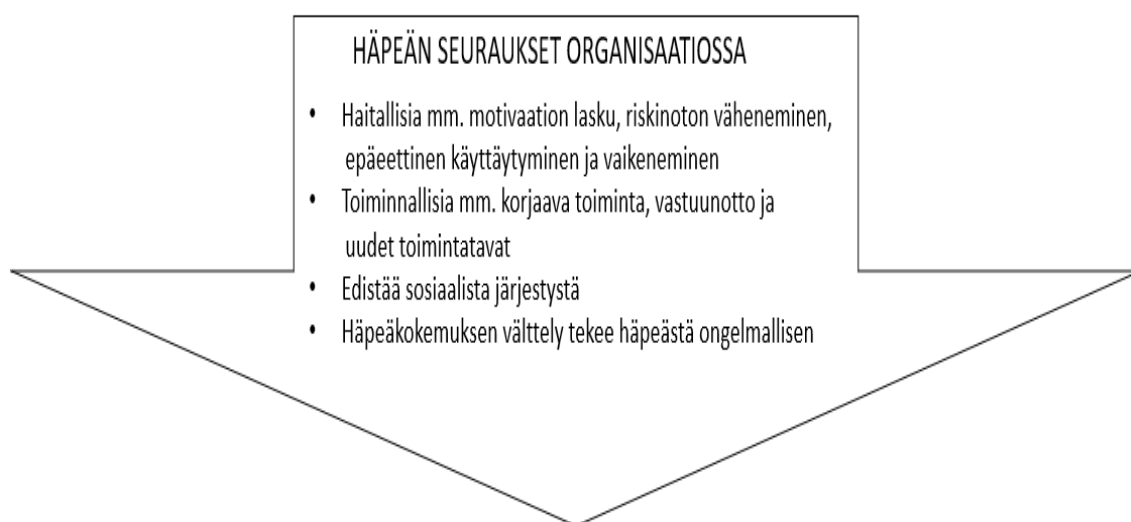 HÄPEÄN SEURAUKSET ORGANISAATIOSSA
• Haitallisia mm. motivaation lasku, riskinoton väheneminen,
epäeettinen käyttäytyminen ja vaikeneminen
• Toiminnallisia mm. korjaava toiminta, vastuunotto ja
uudet toimintatavat
• Edistää sosiaalista järjestystä
• Häpeäkokemuksen välttely tekee häpeästä ongelmallisen